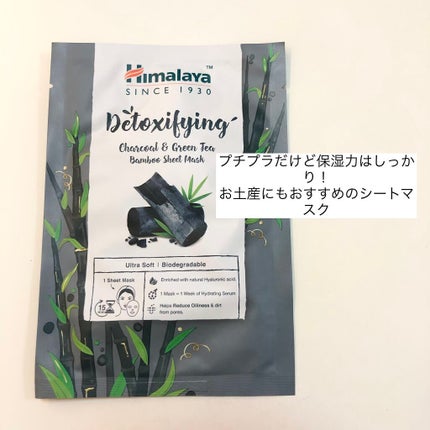 Himalaya™
SINCE 1930
Detoxifying
Charcoal & Green Tea
Bamboo Sheet Mask
プチプラだけど保湿力はしっか
り！
お土産にもおすすめのシートマ
スク
Ultra Soft | Biodegradable
1 Sheet Mask
15
Enriched with natural Hyaluronic acid.
1 Mask = 1 Week of Hydrating Serum
Helps Reduce Oiliness & dirt
from pores.